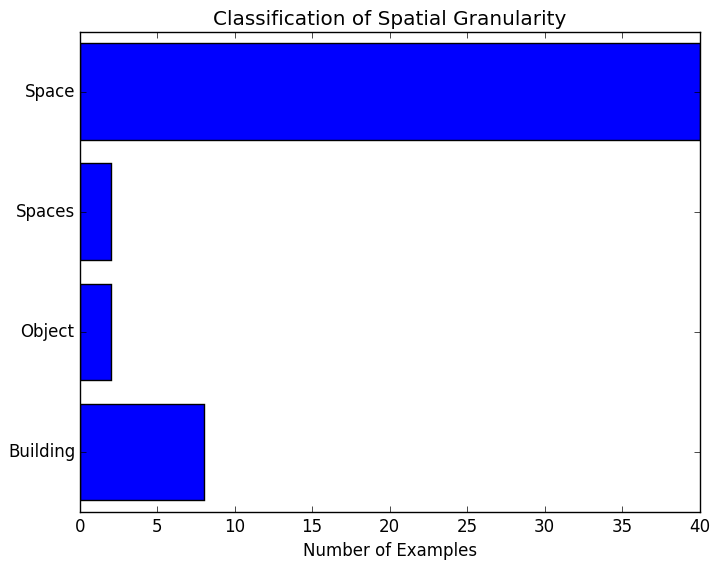 Classification of Spatial Granularity
Space
Spaces
Object
Building
0 5 10 15 20 25 30 35 40
Number of Examples